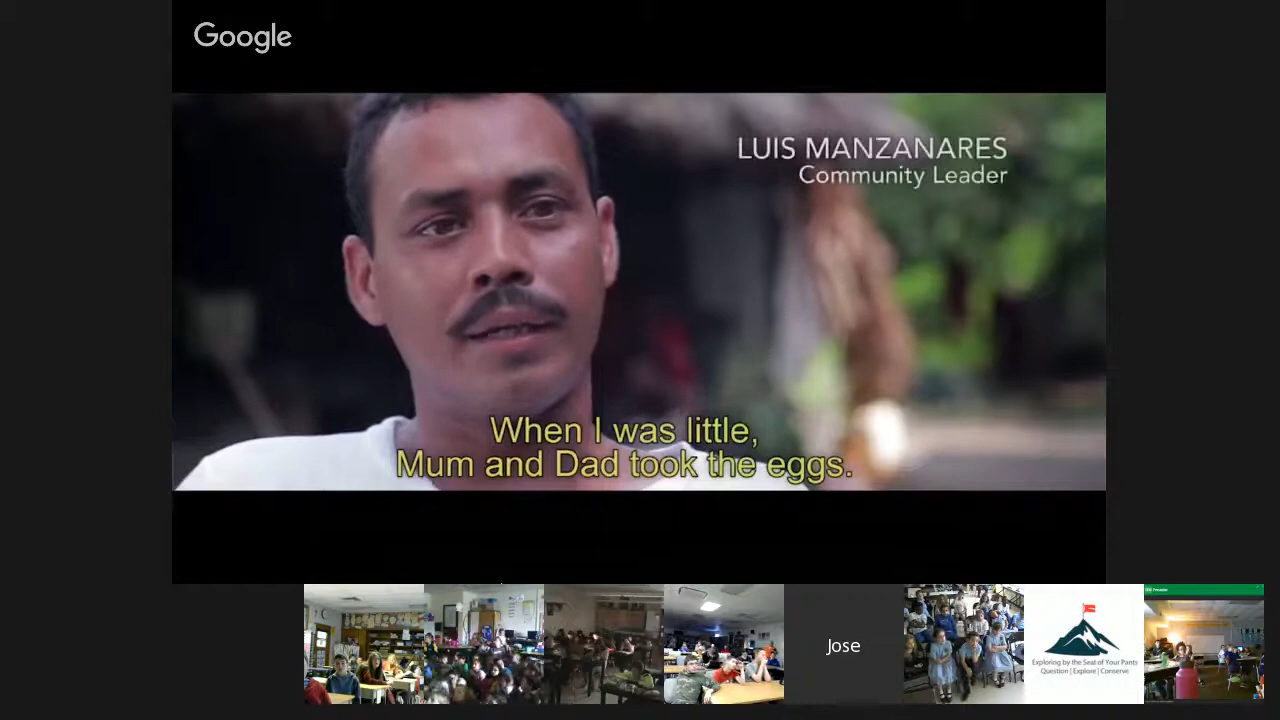 Google
LUIS MANZANARES
Community Leader
When I was little,
Mum and Dad took the eggs.
Jose
Exploring by the Seat of Your Pants
Question | Explore | Conserve